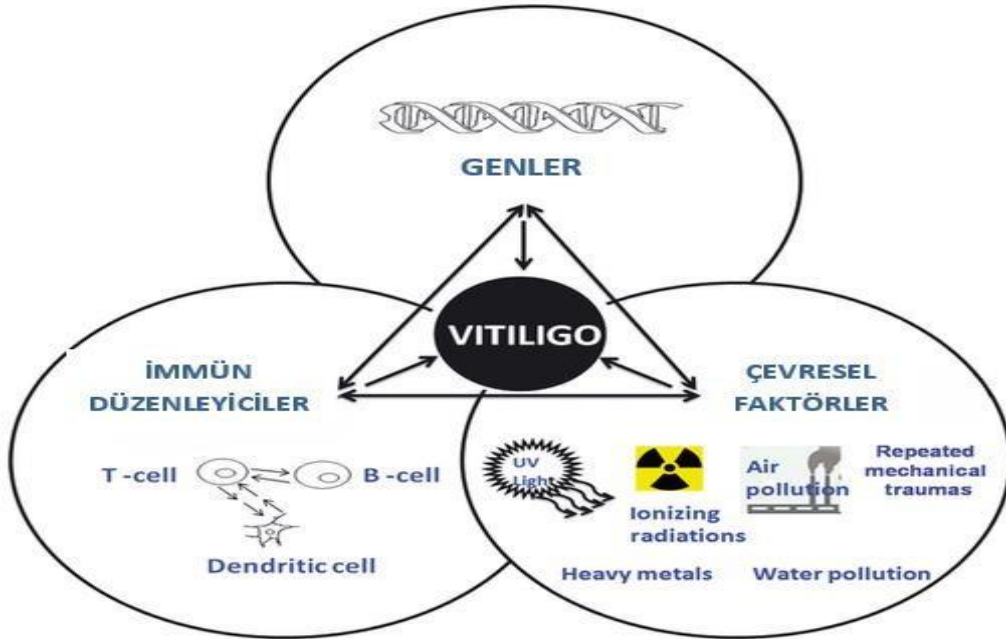 GENLER
VITILIGO
İMMÜN
DÜZENLEYİCİLER
T -cell
B -cell
Dendritic cell
ÇEVRESEL
FAKTÖRLER
UV
Light
Ionizing
radiations
Air
pollution
Repeated
mechanical
traumas
Heavy metals
Water pollution